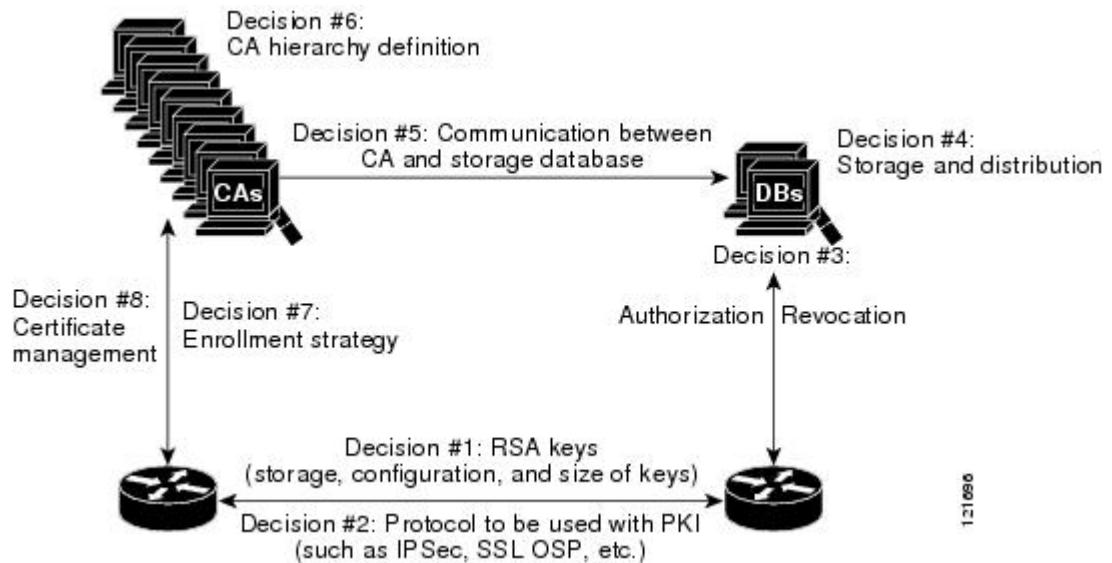 Decision #6:
CA hierarchy definition
Decision #5: Communication between
CA and storage database
Decision #4:
Storage and distribution
CAs
DBs
Decision #3:
Decision #8:
Certificate
management
Decision #7:
Enrollment strategy
Authorization
Revocation
Decision #1: RSA keys
(storage, configuration, and size of keys)
Decision #2: Protocol to be used with PKI
(such as IPSec, SSL OSP, etc.)
121696